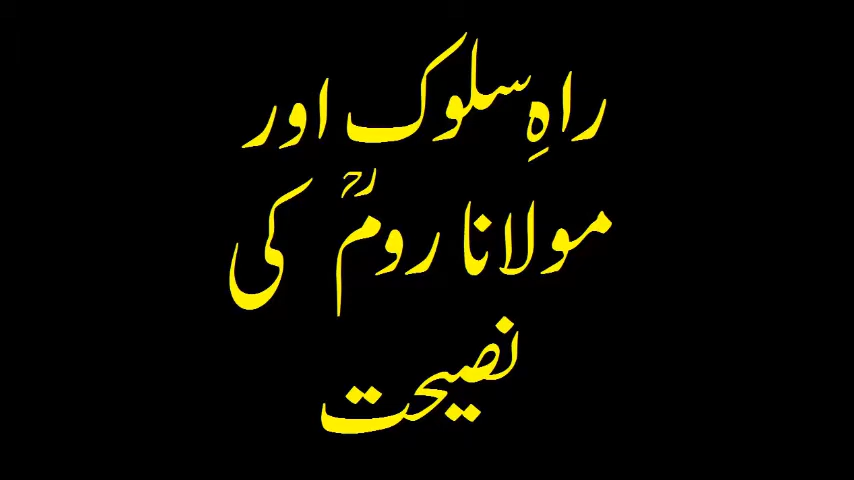 راہِ سلوک اور
مولانا رومؒ کی
نصیحت